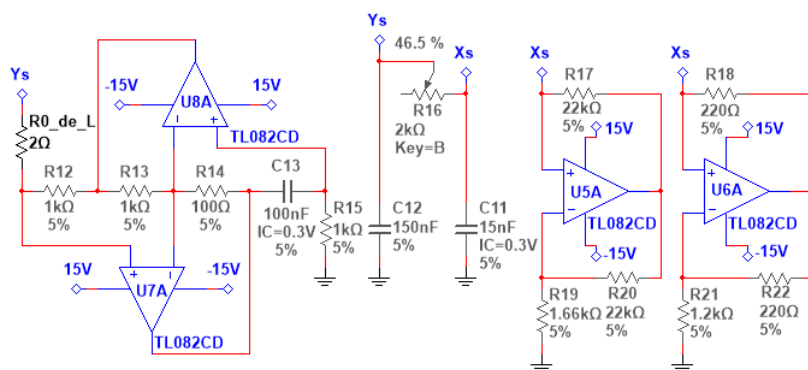 Ys
R0_de_L
2Ω
R12
1kΩ
5%
R13
1kΩ
5%
R14
100Ω
5%
C13
100nF
IC=0.3V
5%
R15
1kΩ
5%
-15V
15V
U8A
TL082CD
15V
-15V
U7A
TL082CD
Ys
46.5 %
Xs
R16
2kΩ
Key=B
C12
150nF
5%
C11
15nF
IC=0.3V
5%
Xs
R17
22kΩ
5%
15V
U5A
TL082CD
-15V
R19
1.66kΩ
5%
R20
22kΩ
5%
Xs
R18
220Ω
5%
15V
U6A
TL082CD
-15V
R21
1.2kΩ
5%
R22
220Ω
5%